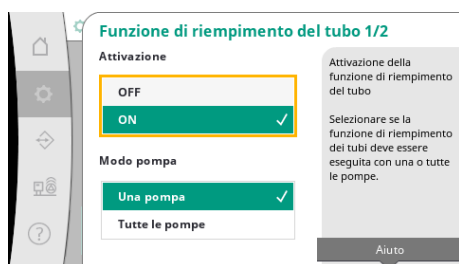 Funzione di riempimento del tubo 1/2
Attivazione
OFF
ON
Modo pompa
Una pompa
Tutte le pompe
Attivazione della
funzione di riempimento
del tubo
Selezionare se la
funzione di riempimento
dei tubi deve essere
eseguita con una o tutte
le pompe.
Aiuto